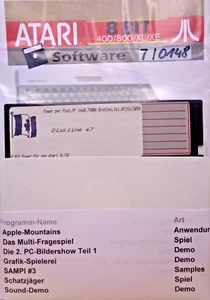 ATARI 8 BIT
400/800/XL/XE
Software 7/0148
Diskline 47
Programm-Name Art
Apple-Mountains Anwendun
Das Multi-Fragespiel Spiel
Die 2. PC-Bildershow Teil 1 Demo
Grafik-Spielerei Demo
SAMPI #3 Samples
Schatzjäger Spiel
Sound-Demo Demo